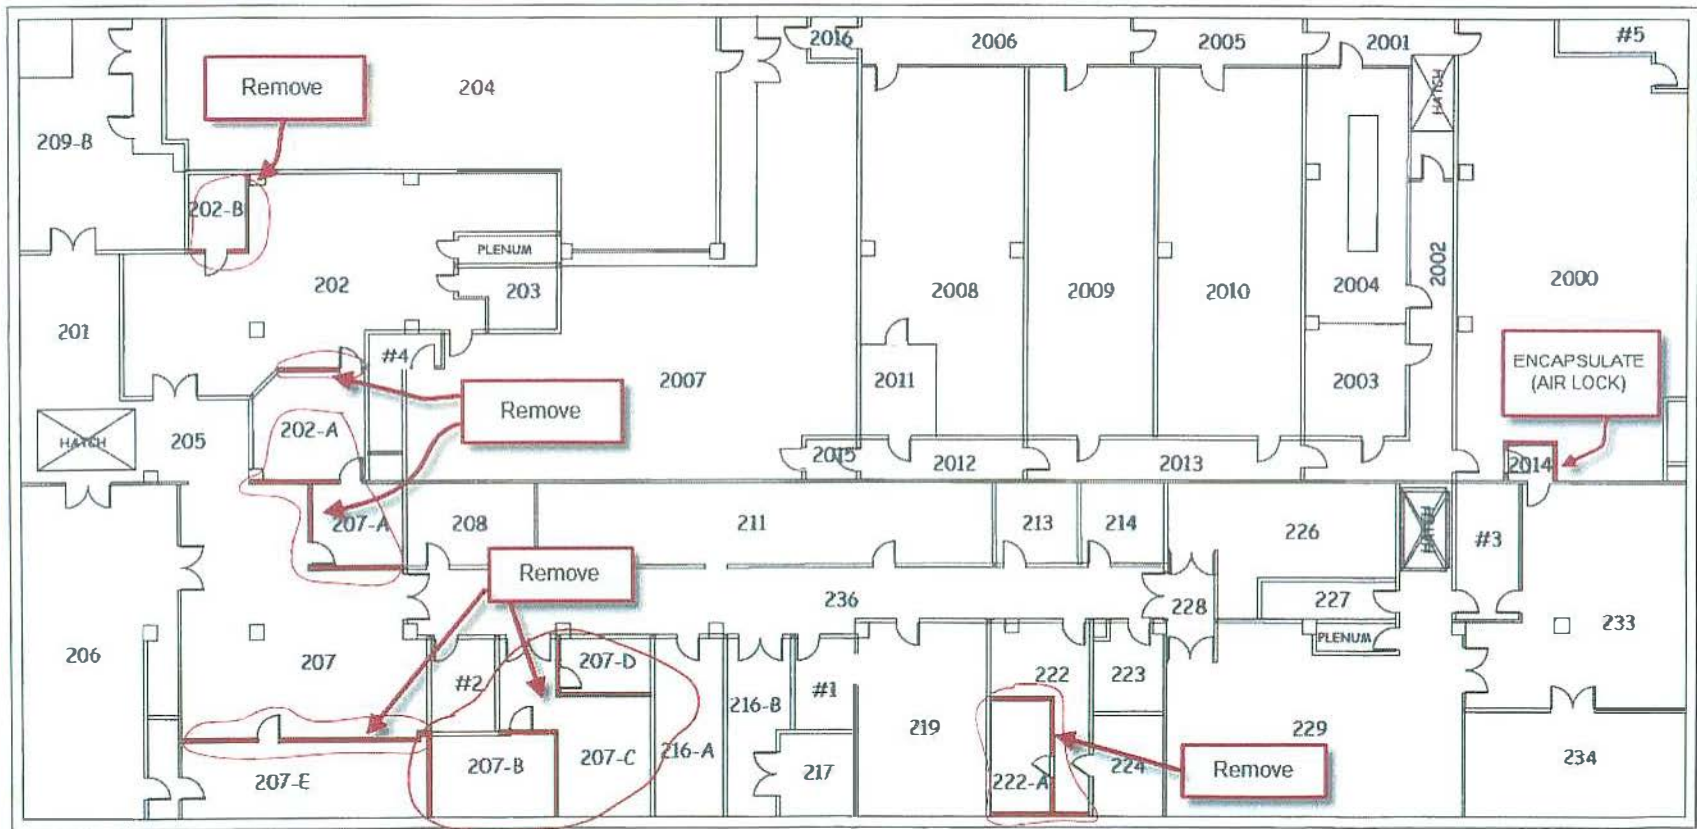 2016
2006
2005
2001
#5
Remove
204
HATCH
209-B
202-B
PLENUM
202
203
2008
2009
2010
2004
2002
2000
201
#4
2007
2011
2003
ENCAPSULATE
(AIR LOCK)
Remove
HATCH
205
202-A
2015
2012
2013
2014
207-A
208
211
213
214
226
HATCH
#3
Remove
236
228
227
206
207
207-D
PLENUM
233
#2
#1
222
223
216-B
219
229
207-E
207-B
207-C
216-A
217
222-A
224
Remove
234